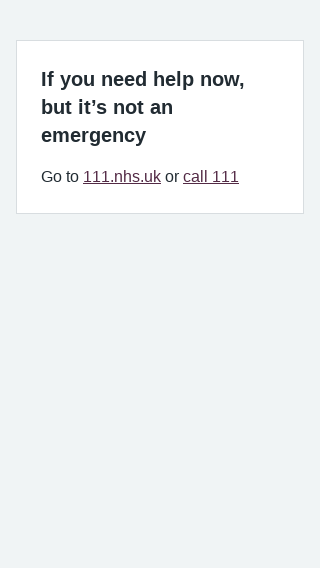 If you need help now,
but it’s not an
emergency
Go to 111.nhs.uk or call 111